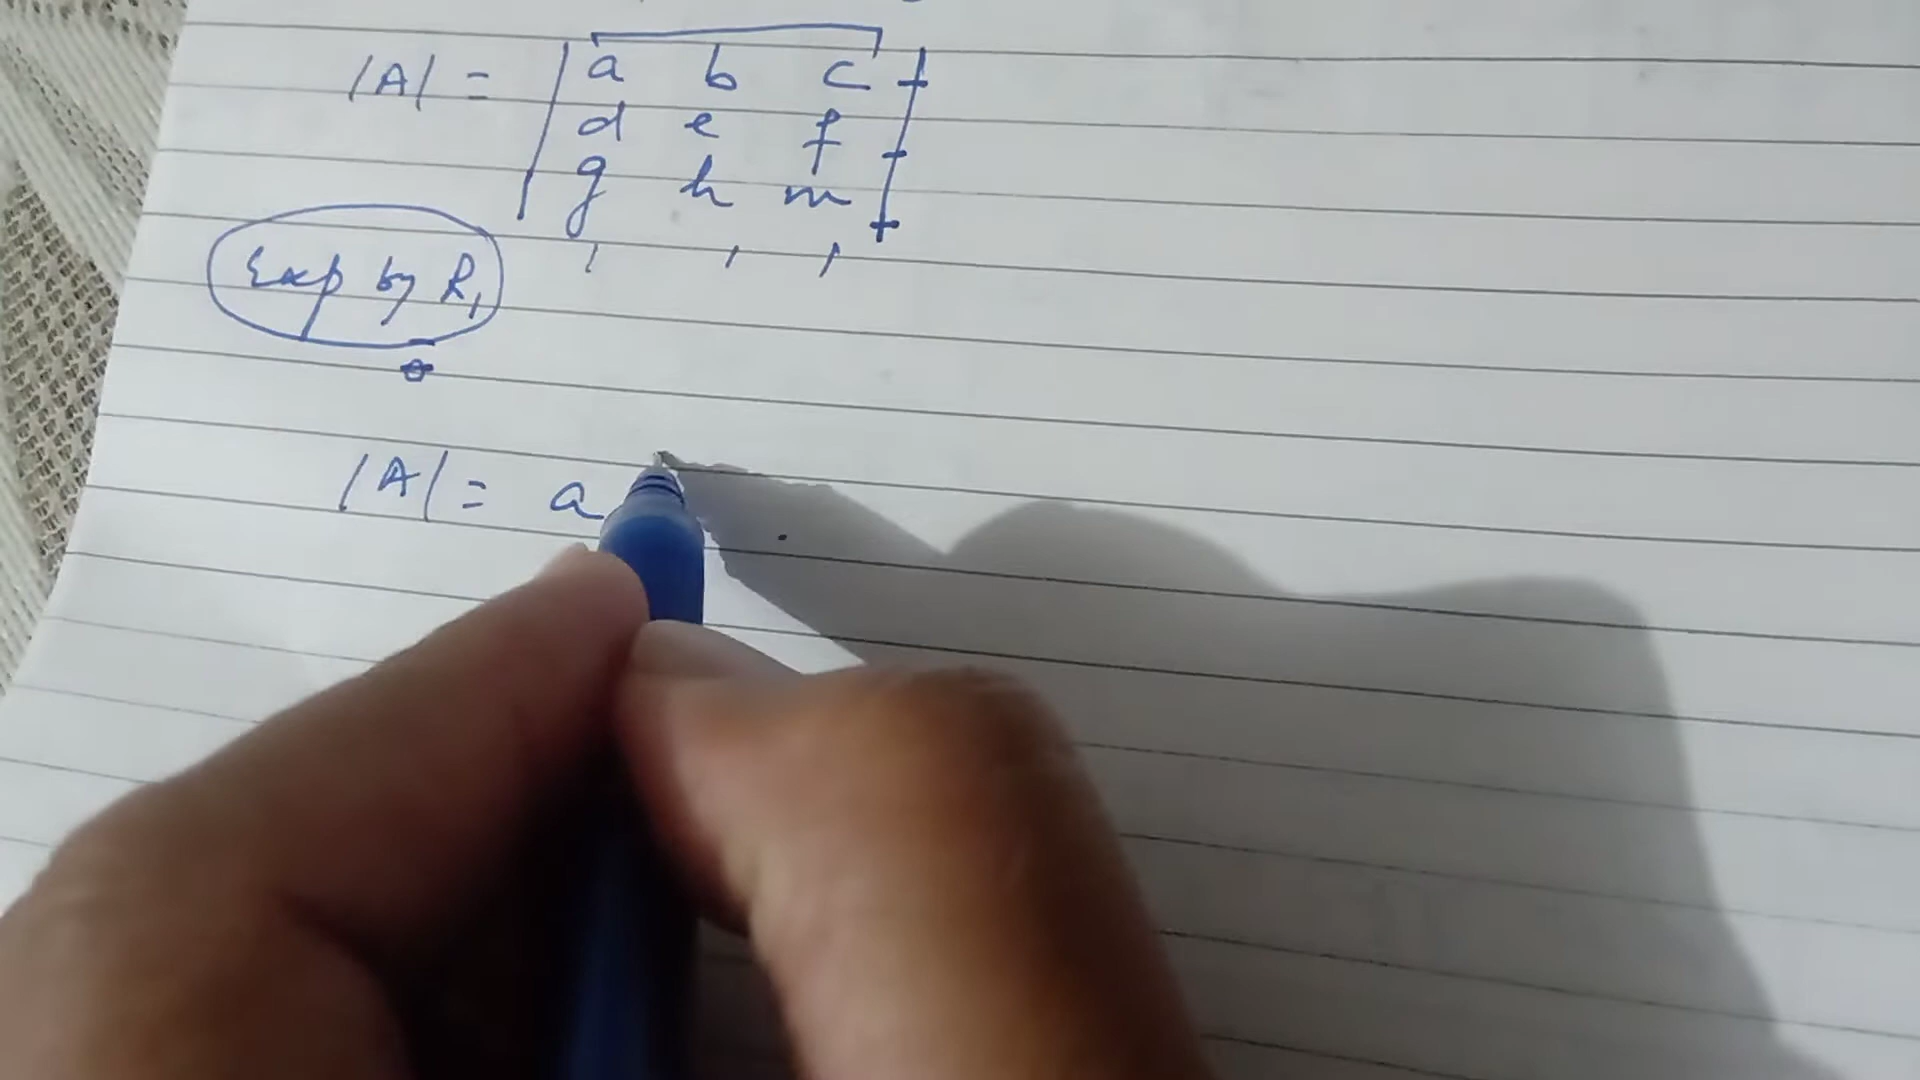 |A| = | a b c |
d e f
g h m
Exp by R₁
|A| = a